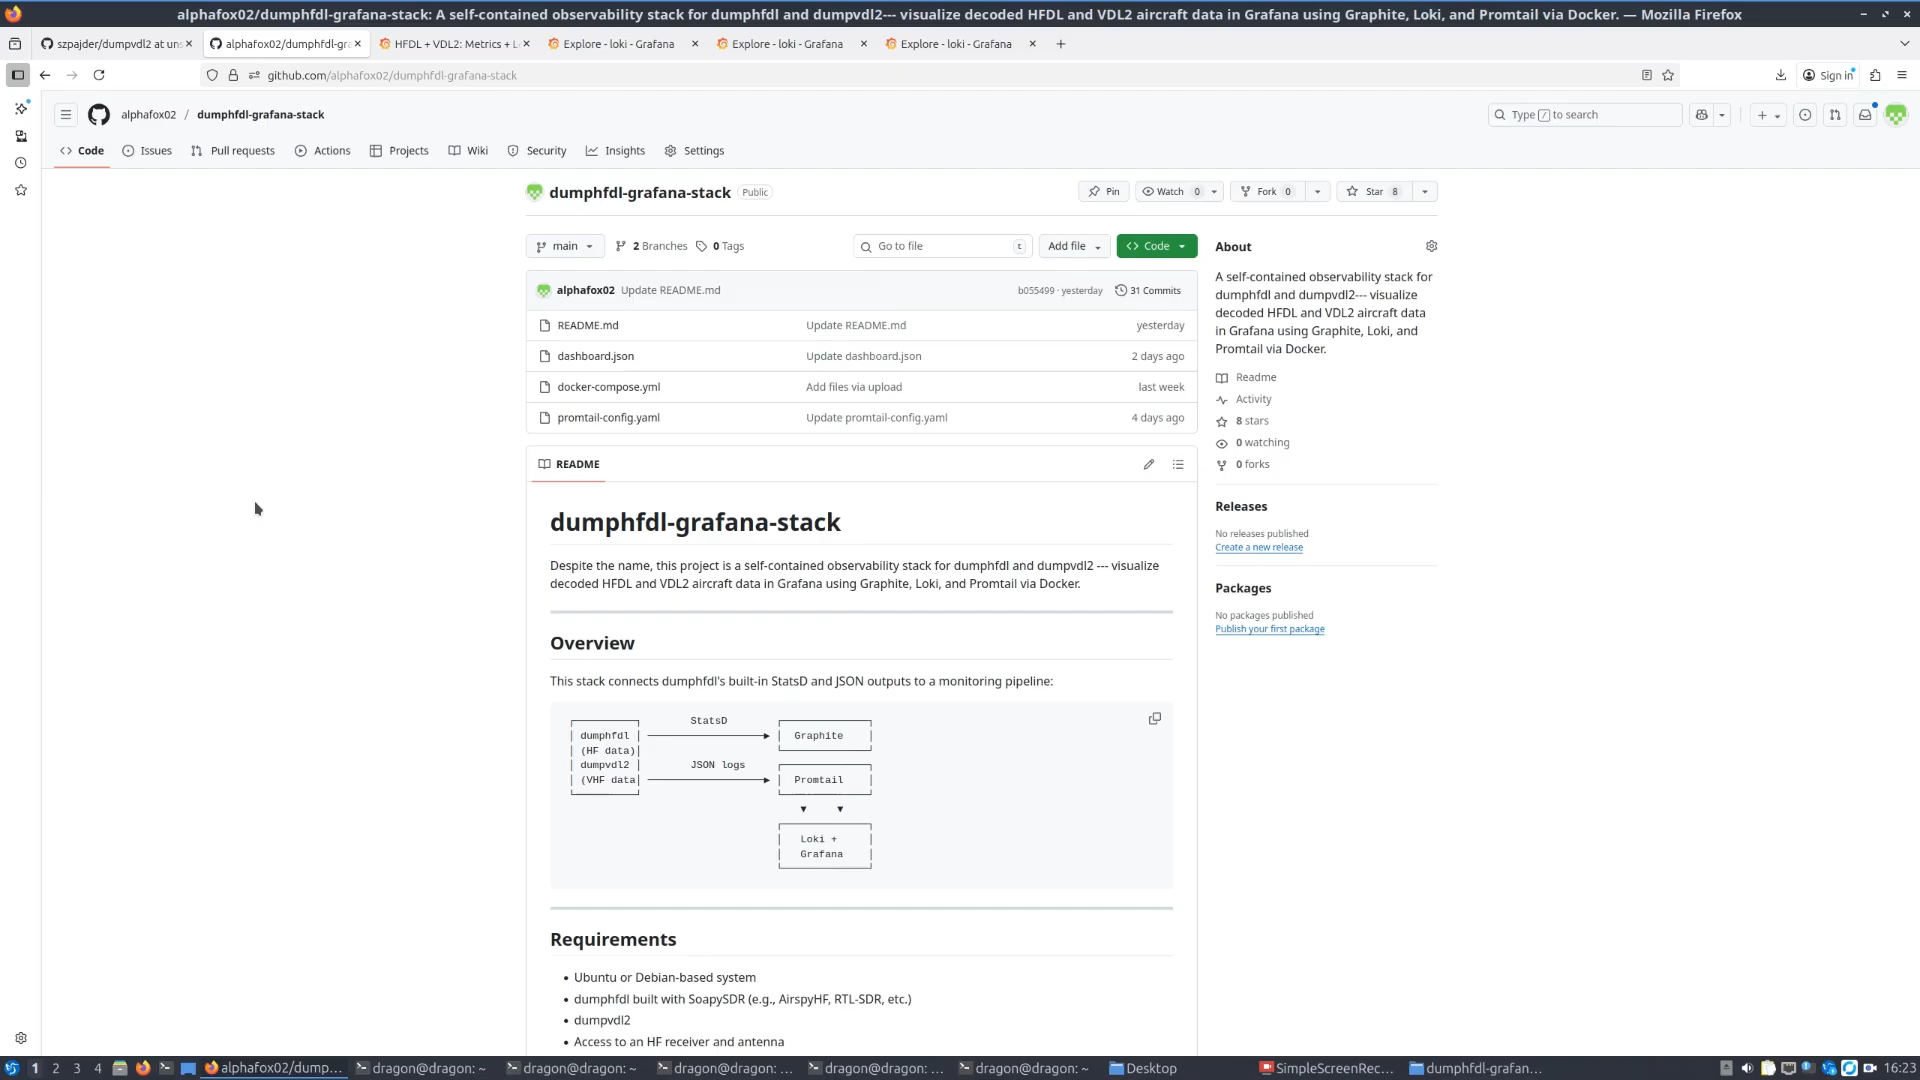 alphafox02/dumphfdl-grafana-stack: A self-contained observability stack for dumphfdl and dumpvdl2--- visualize decoded HFDL and VDL2 aircraft data in Grafana using Graphite, Loki, and Promtail via Docker. — Mozilla Firefox
szpajder/dumpvdl2 at uns
alphafox02/dumphfdl-gr
HFDL + VDL2: Metrics + L
Explore - loki - Grafana
Explore - loki - Grafana
Explore - loki - Grafana
github.com/alphafox02/dumphfdl-grafana-stack
Sign in
alphafox02 / dumphfdl-grafana-stack
Type / to search
Code
Issues
Pull requests
Actions
Projects
Wiki
Security
Insights
Settings
dumphfdl-grafana-stack Public
Pin
Watch 0
Fork 0
Star 8
main
2 Branches
0 Tags
Go to file t
Add file
Code
alphafox02 Update README.md b055499 · yesterday 31 Commits
README.md Update README.md yesterday
dashboard.json Update dashboard.json 2 days ago
docker-compose.yml Add files via upload last week
promtail-config.yaml Update promtail-config.yaml 4 days ago
README
dumphfdl-grafana-stack
Despite the name, this project is a self-contained observability stack for dumphfdl and dumpvdl2 --- visualize
decoded HFDL and VDL2 aircraft data in Grafana using Graphite, Loki, and Promtail via Docker.
Overview
This stack connects dumphfdl's built-in StatsD and JSON outputs to a monitoring pipeline:
StatsD
dumphfdl Graphite
(HF data)
dumpvdl2 JSON logs
(VHF data Promtail
Loki +
Grafana
Requirements
• Ubuntu or Debian-based system
• dumphfdl built with SoapySDR (e.g., AirspyHF, RTL-SDR, etc.)
• dumpvdl2
• Access to an HF receiver and antenna
About
A self-contained observability stack for
dumphfdl and dumpvdl2--- visualize
decoded HFDL and VDL2 aircraft data
in Grafana using Graphite, Loki, and
Promtail via Docker.
Readme
Activity
8 stars
0 watching
0 forks
Releases
No releases published
Create a new release
Packages
No packages published
Publish your first package
1 2 3 4
alphafox02/dump...
dragon@dragon: ~
dragon@dragon: ~
dragon@dragon: ...
dragon@dragon: ...
dragon@dragon: ~
Desktop
SimpleScreenRec...
dumphfdl-grafan...
16:23